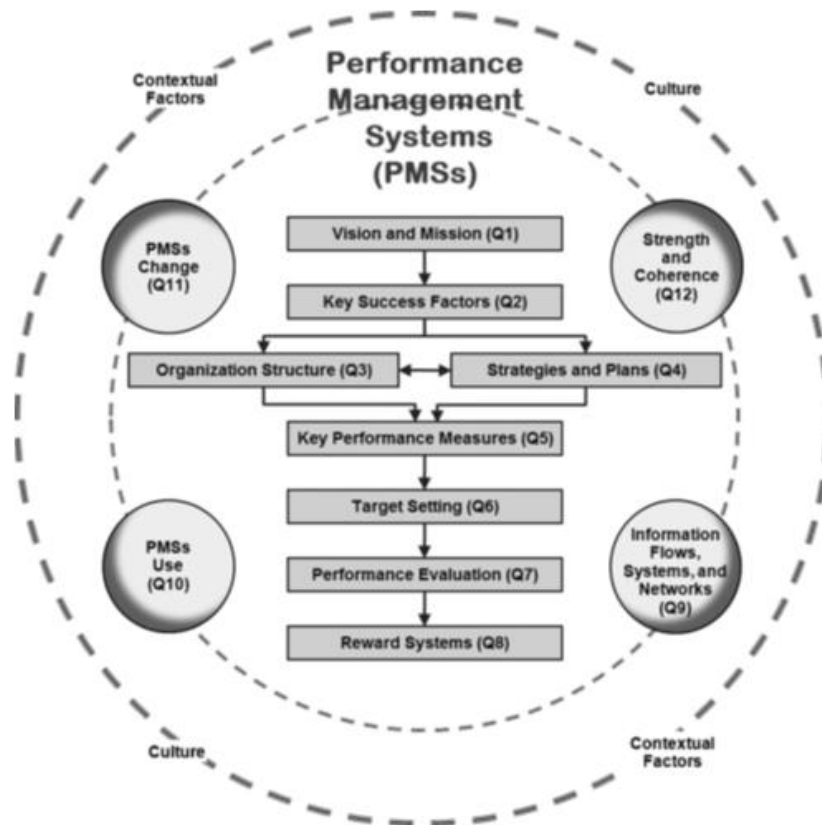 Performance
Management
Systems
(PMSs)
Contextual
Factors
Culture
PMSs
Change
(Q11)
Vision and Mission (Q1)
Strength
and
Coherence
(Q12)
Key Success Factors (Q2)
Organization Structure (Q3)
Strategies and Plans (Q4)
Key Performance Measures (Q5)
Target Setting (Q6)
PMSs
Use
(Q10)
Performance Evaluation (Q7)
Information
Flows,
Systems, and
Networks
(Q9)
Reward Systems (Q8)
Culture
Contextual
Factors